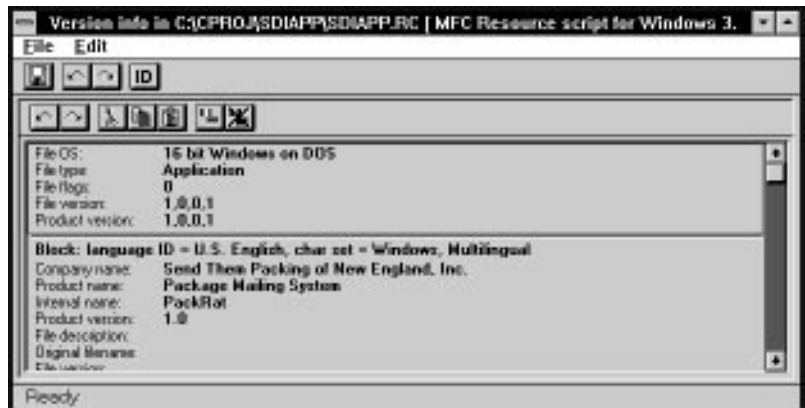 Version info in C:\CPROJ\SDIAPP\SDIAPP.RC [ MFC Resource script for Windows 3.
File Edit
ID
File OS: 16 bit Windows on DOS
File type: Application
File flags: 0
File version: 1,0,0,1
Product version: 1.0.0.1
Block: language ID = U.S. English, char set = Windows, Multilingual
Company name: Send Them Packing of New England, Inc.
Product name: Package Mailing System
Internal name: PackRat
Product version: 1.0
File description:
Original filename:
File version:
Ready